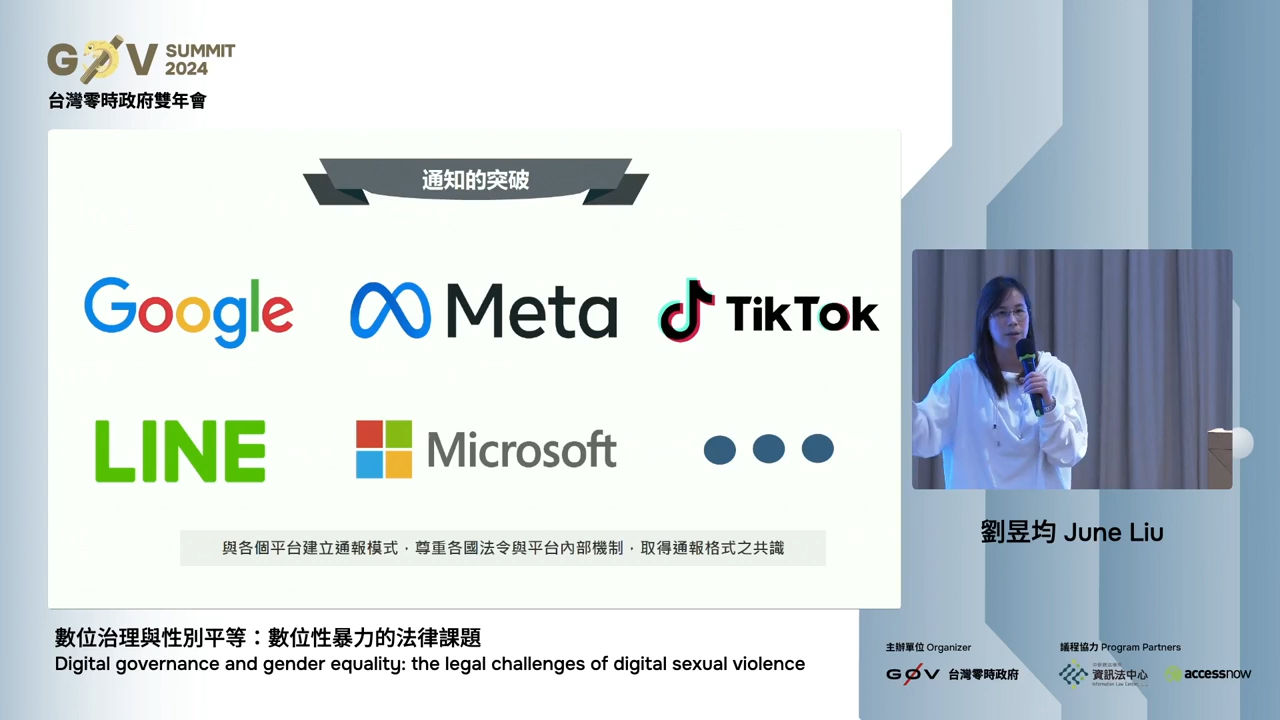 G0V SUMMIT 2024
台灣零時政府雙年會
通知的突破
Google
Meta
TikTok
LINE
Microsoft
與各個平台建立通報模式，尊重各國法令與平台內部機制，取得通報格式之共識
劉昱均 June Liu
數位治理與性別平等：數位性暴力的法律課題
Digital governance and gender equality: the legal challenges of digital sexual violence
主辦單位 Organizer
議程協力 Program Partners
G0V 台灣零時政府
資訊法中心
Information Law Center
accessnow